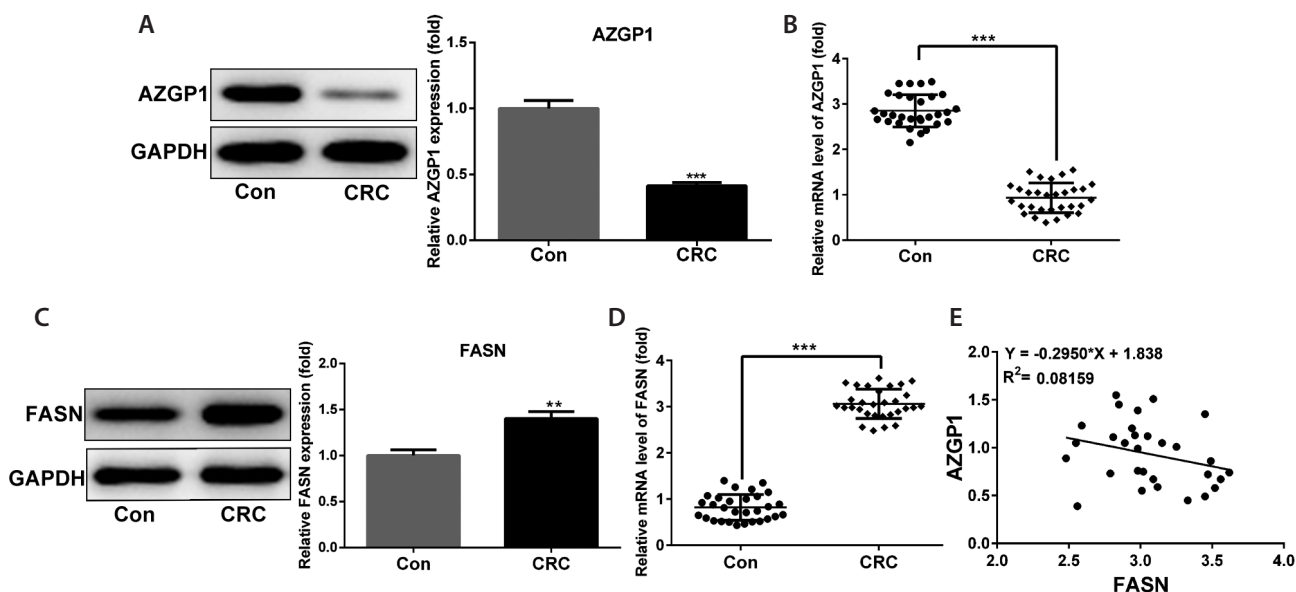 A
AZGP1
GAPDH
Con
CRC
AZGP1
Relative AZGP1 expression (fold)
1.5
1.0
0.5
0.0
***
Con
CRC
B
***
Relative mRNA level of AZGP1 (fold)
4
3
2
1
0
Con
CRC
C
FASN
GAPDH
Con
CRC
FASN
Relative FASN expression (fold)
2.0
1.5
1.0
0.5
0.0
**
Con
CRC
D
***
Relative mRNA level of FASN (fold)
4
3
2
1
0
Con
CRC
E
Y = -0.2950*X + 1.838
R²= 0.08159
AZGP1
2.0
1.5
1.0
0.5
0.0
2.0
2.5
3.0
3.5
4.0
FASN